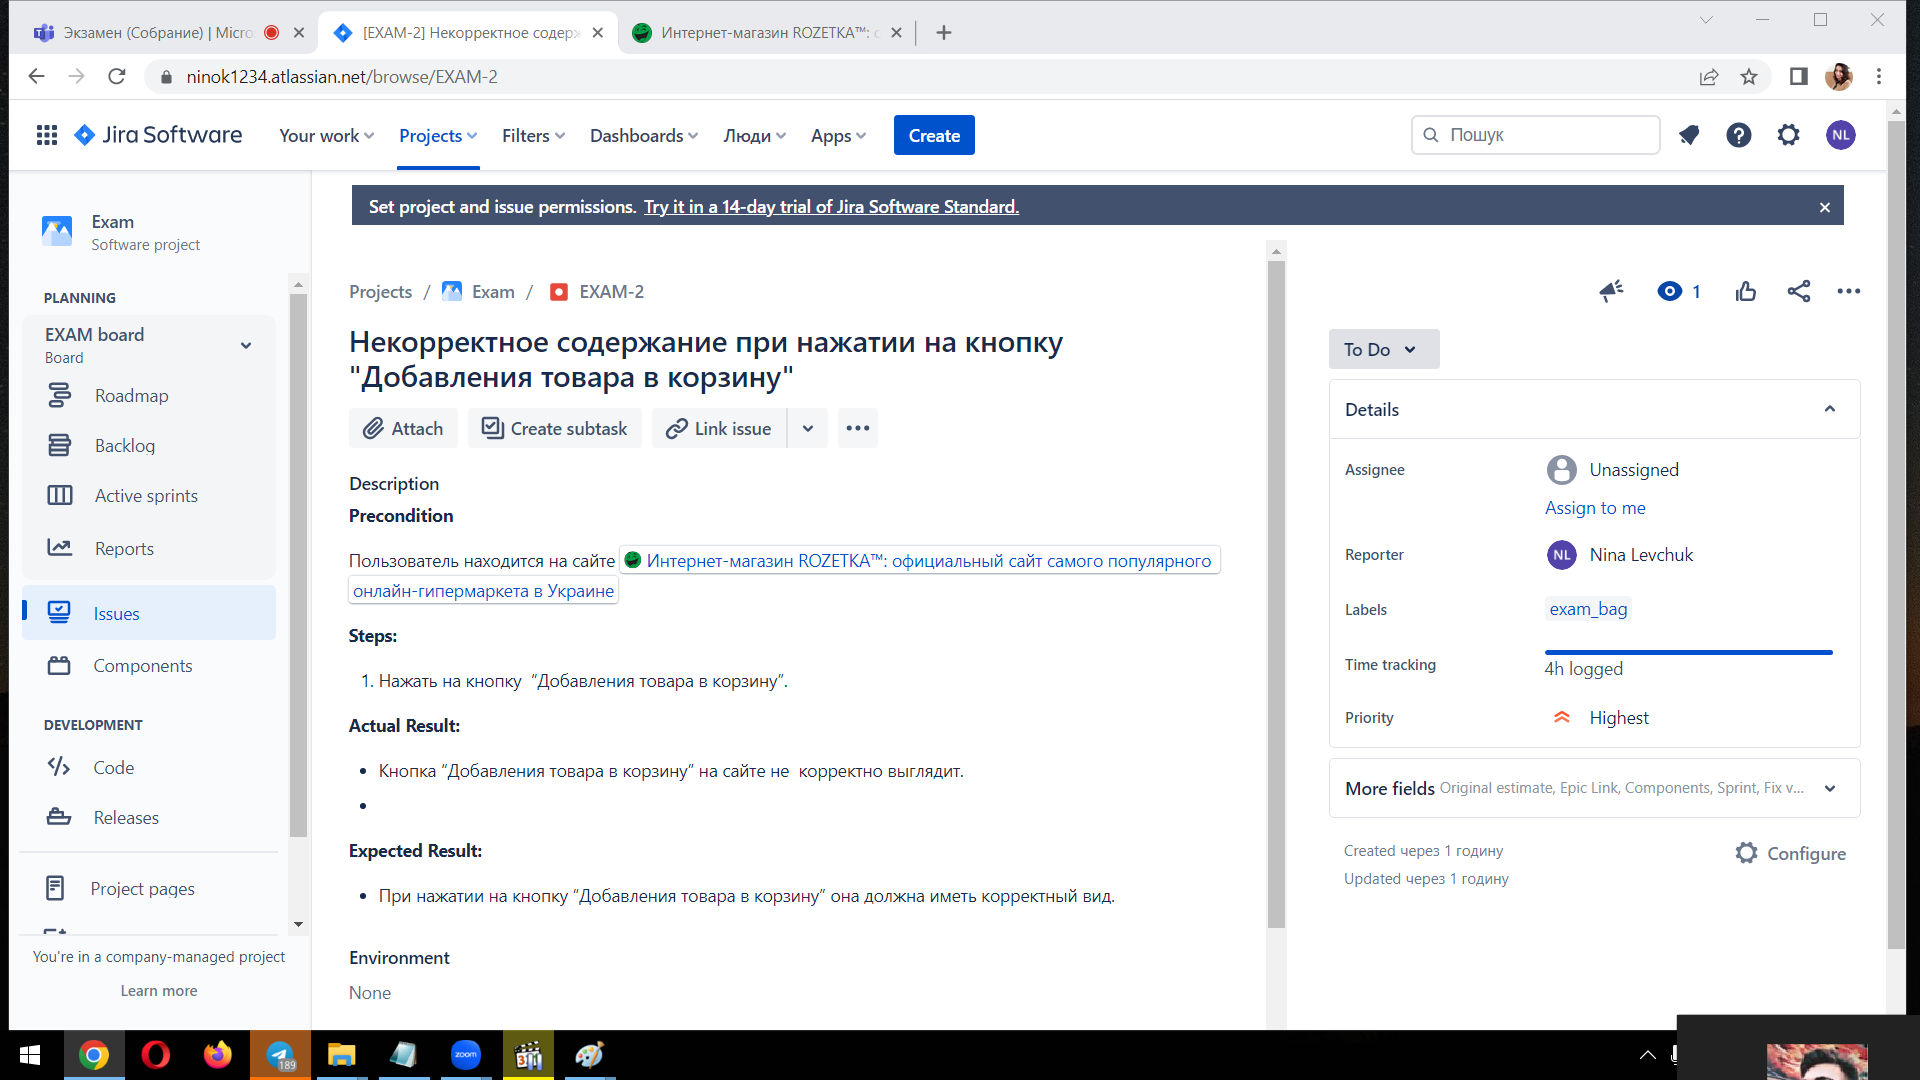 Экзамен (Собрание) | Micro
[EXAM-2] Некорректное содерж
Интернет-магазин ROZETKA™: о
ninok1234.atlassian.net/browse/EXAM-2
Jira Software
Your work
Projects
Filters
Dashboards
Люди
Apps
Create
Пошук
NL
Set project and issue permissions. Try it in a 14-day trial of Jira Software Standard.
Exam
Software project
PLANNING
EXAM board
Board
Roadmap
Backlog
Active sprints
Reports
Issues
Components
DEVELOPMENT
Code
Releases
Project pages
You're in a company-managed project
Learn more
Projects / Exam / EXAM-2
Некорректное содержание при нажатии на кнопку
"Добавления товара в корзину"
Attach
Create subtask
Link issue
Description
Precondition
Пользователь находится на сайте Интернет-магазин ROZETKA™: официальный сайт самого популярного
онлайн-гипермаркета в Украине
Steps:
1. Нажать на кнопку “Добавления товара в корзину”.
Actual Result:
• Кнопка “Добавления товара в корзину” на сайте не корректно выглядит.
•
Expected Result:
• При нажатии на кнопку “Добавления товара в корзину” она должна иметь корректный вид.
Environment
None
1
To Do
Details
Assignee
Unassigned
Assign to me
Reporter
NL Nina Levchuk
Labels
exam_bag
Time tracking
4h logged
Priority
Highest
More fields Original estimate, Epic Link, Components, Sprint, Fix v...
Created через 1 годину
Updated через 1 годину
Configure
189
zoom